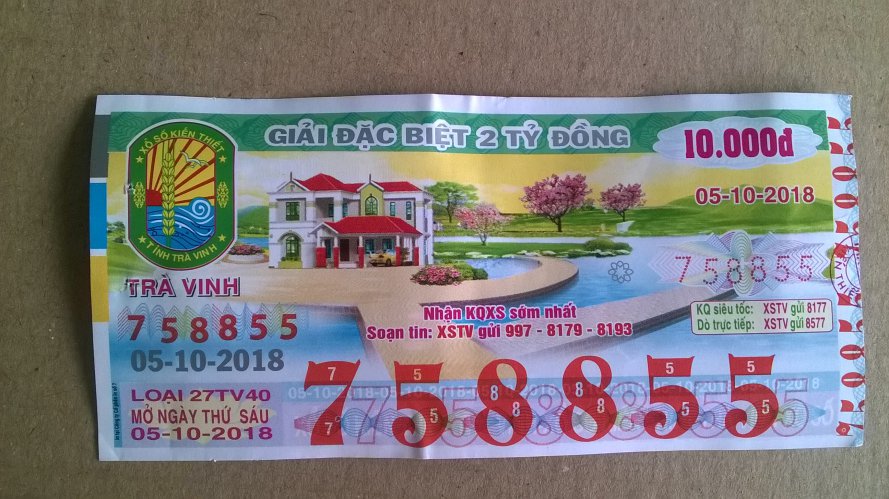 GIẢI ĐẶC BIỆT 2 TỶ ĐỒNG
10.000đ
XỔ SỐ KIẾN THIẾT
TỈNH TRÀ VINH
05-10-2018
TRÀ VINH
758855
758855
05-10-2018
Nhận KQXS sớm nhất
Soạn tin: XSTV gửi 997 - 8179 - 8193
KQ siêu tốc: XSTV gửi 8177
Dò trực tiếp: XSTV gửi 8577
LOẠI 27TV40
MỞ NGÀY THỨ SÁU
05-10-2018
758855